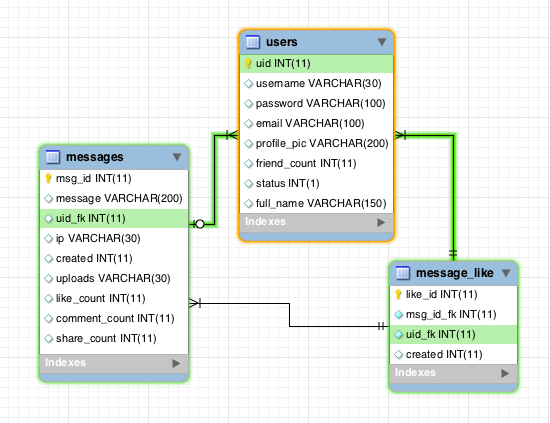 users
uid INT(11)
username VARCHAR(30)
password VARCHAR(100)
email VARCHAR(100)
profile_pic VARCHAR(200)
friend_count INT(11)
status INT(1)
full_name VARCHAR(150)
Indexes
messages
msg_id INT(11)
message VARCHAR(200)
uid_fk INT(11)
ip VARCHAR(30)
created INT(11)
uploads VARCHAR(30)
like_count INT(11)
comment_count INT(11)
share_count INT(11)
Indexes
message_like
like_id INT(11)
msg_id_fk INT(11)
uid_fk INT(11)
created INT(11)
Indexes